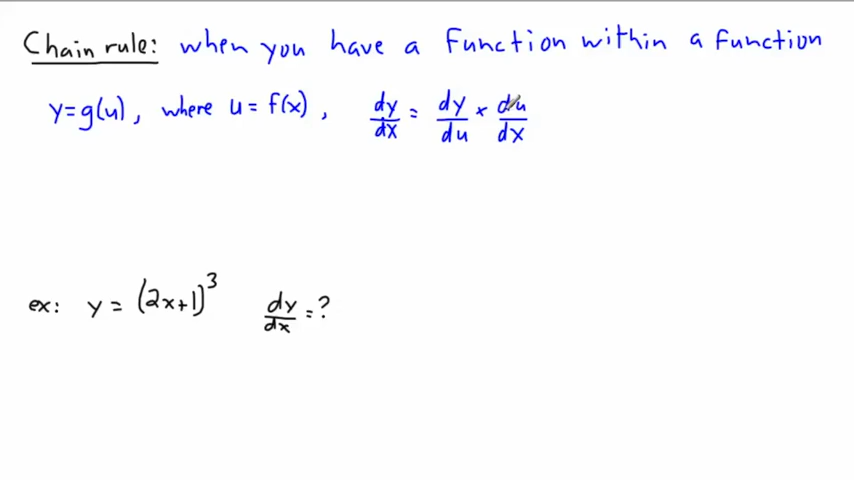 Chain rule: when you have a function within a function
y=g(u), where u = f(x), dy/dx = dy/du × du/dx
ex: y = (2x+1)³ dy/dx = ?